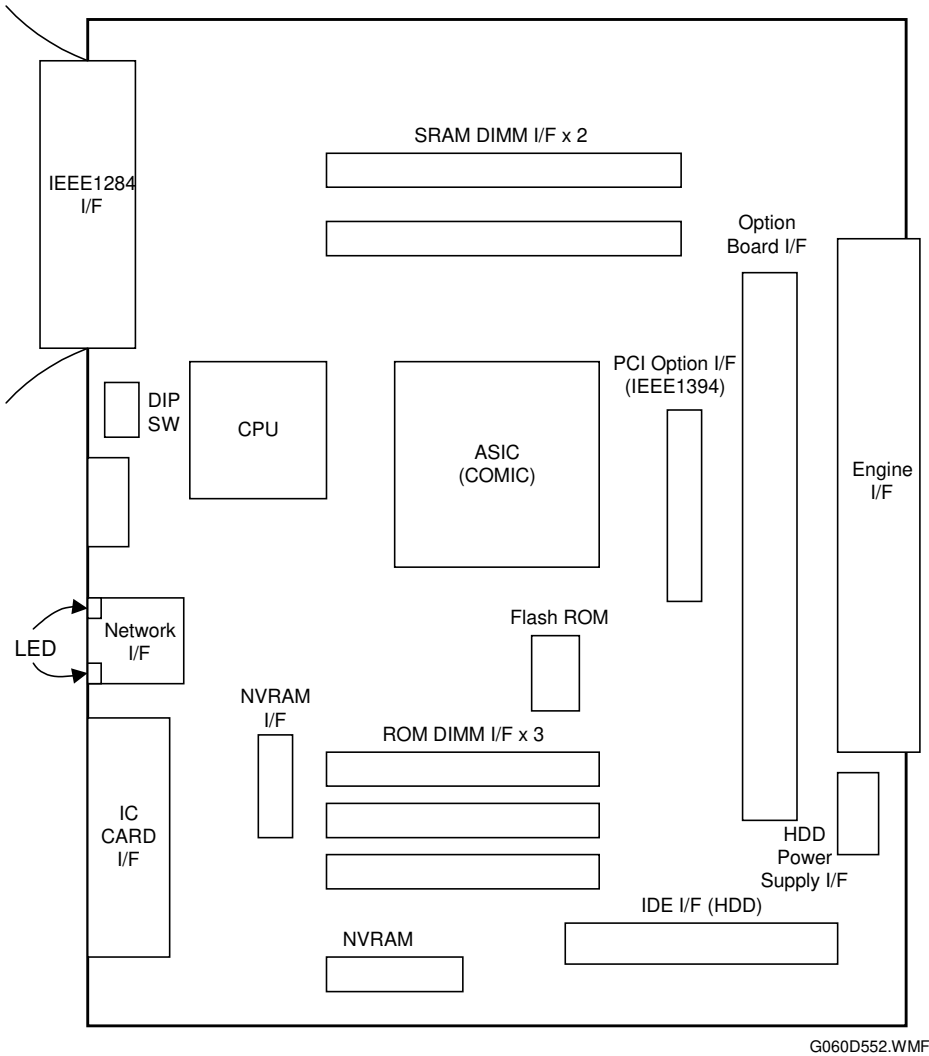 SRAM DIMM I/F x 2
IEEE1284
I/F
Option
Board I/F
PCI Option I/F
(IEEE1394)
DIP
SW
CPU
ASIC
(COMIC)
Engine
I/F
Flash ROM
Network
I/F
LED
NVRAM
I/F
ROM DIMM I/F x 3
IC
CARD
I/F
HDD
Power
Supply I/F
IDE I/F (HDD)
NVRAM
G060D552.WMF